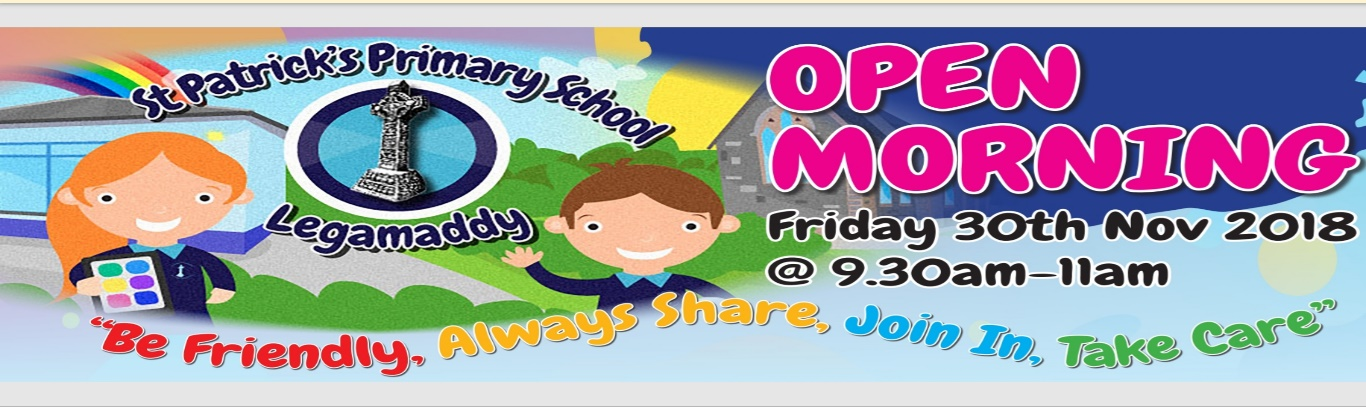 St Patrick's Primary School
Legamaddy
OPEN
MORNING
Friday 30th Nov 2018
@ 9.30am-11am
“Be Friendly, Always Share, Join In, Take Care”